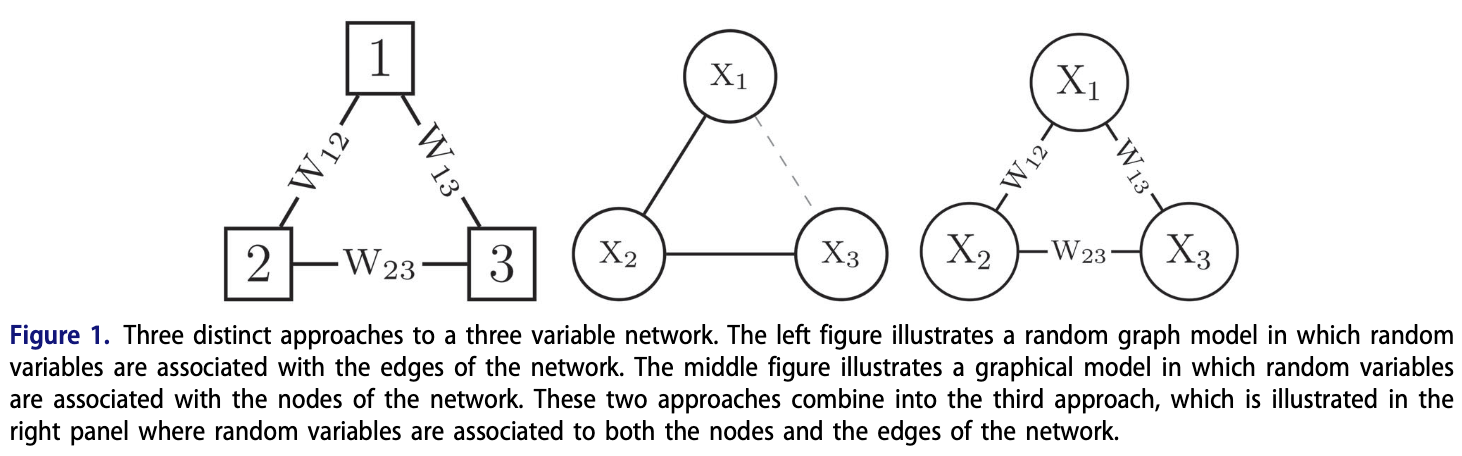 1
W12
W13
2
W23
3
X1
X2
X3
X1
W12
W13
X2
W23
X3
Figure 1. Three distinct approaches to a three variable network. The left figure illustrates a random graph model in which random
variables are associated with the edges of the network. The middle figure illustrates a graphical model in which random variables
are associated with the nodes of the network. These two approaches combine into the third approach, which is illustrated in the
right panel where random variables are associated to both the nodes and the edges of the network.